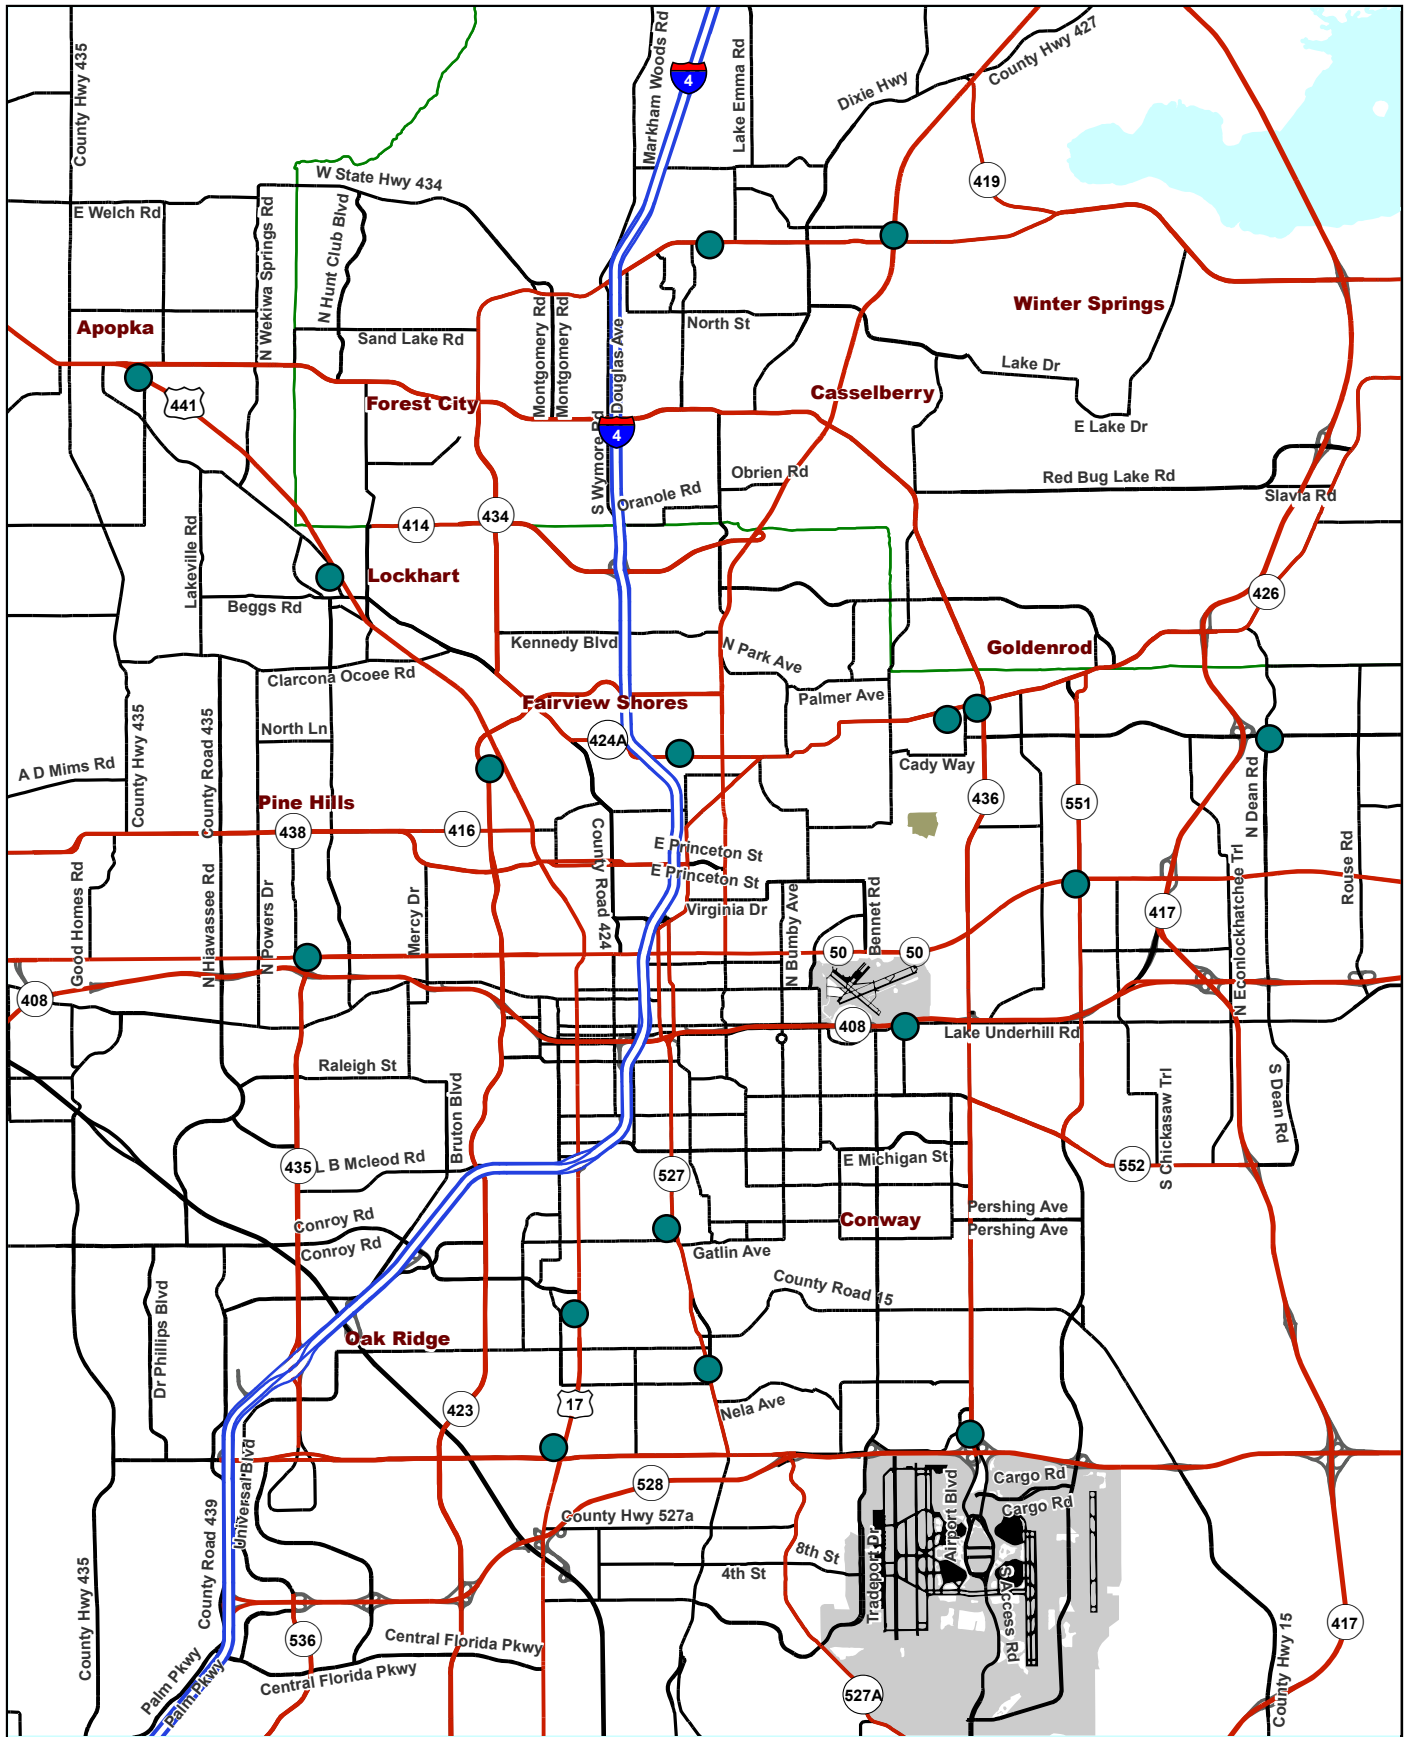 County Hwy 435
Markham Woods Rd
4
Lake Emma Rd
Dixie Hwy
County Hwy 427
419
W State Hwy 434
E Welch Rd
N Wekiwa Springs Rd
N Hunt Club Blvd
Winter Springs
Apopka
Sand Lake Rd
Montgomery Rd
Montgomery Rd
Douglas Ave
North St
Lake Dr
441
Forest City
Casselberry
E Lake Dr
4
S Wymore Rd
Obrien Rd
Red Bug Lake Rd
Slavia Rd
Oranole Rd
414
434
Lakeville Rd
Lockhart
426
Beggs Rd
Kennedy Blvd
N Park Ave
Goldenrod
Clarcona Ocoee Rd
Palmer Ave
Fairview Shores
County Hwy 435
County Road 435
North Ln
424A
Cady Way
A D Mims Rd
N Dean Rd
436
551
Pine Hills
438
416
County Road 424
E Princeton St
E Princeton St
Rouse Rd
Good Homes Rd
N Hiawassee Rd
N Powers Dr
Mercy Dr
Virginia Dr
N Bumby Ave
Bennet Rd
417
N Econlockhatchee Trl
50
50
408
408
Lake Underhill Rd
Raleigh St
Bruton Blvd
S Chickasaw Trl
S Dean Rd
435
L B Mcleod Rd
527
E Michigan St
552
Conroy Rd
Conroy Rd
Conway
Pershing Ave
Pershing Ave
Gatlin Ave
Dr Phillips Blvd
County Road 15
Oak Ridge
423
17
Nela Ave
Universal Blvd
528
Cargo Rd
Cargo Rd
Airport Blvd
County Hwy 527a
County Road 439
8th St
4th St
Tradeport Dr
S Access Rd
County Hwy 435
536
Central Florida Pkwy
Central Florida Pkwy
Palm Pkwy
Palm Pkwy
527A
County Hwy 15
417